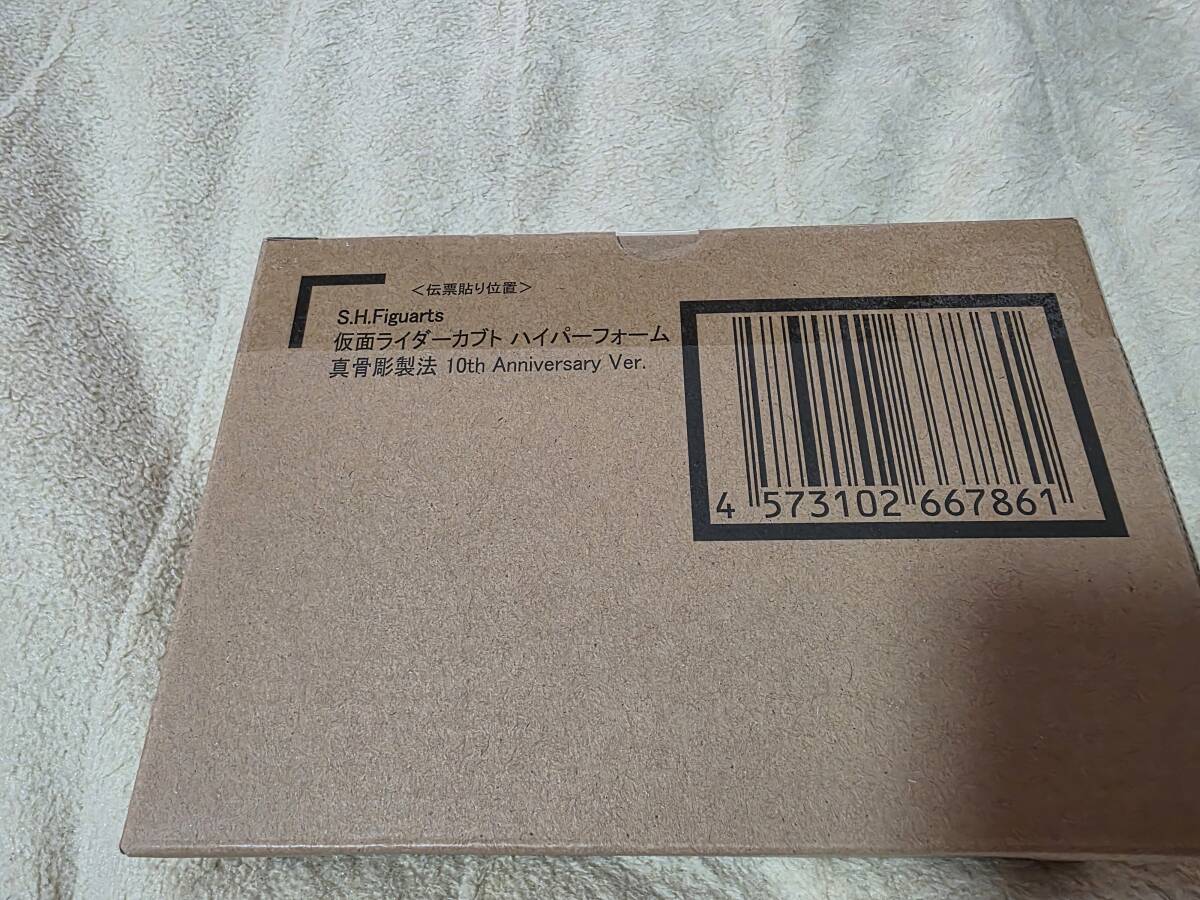 ＜伝票貼り位置＞
S.H.Figuarts
仮面ライダーカブト ハイパーフォーム
真骨彫製法 10th Anniversary Ver.
4 573102 667861